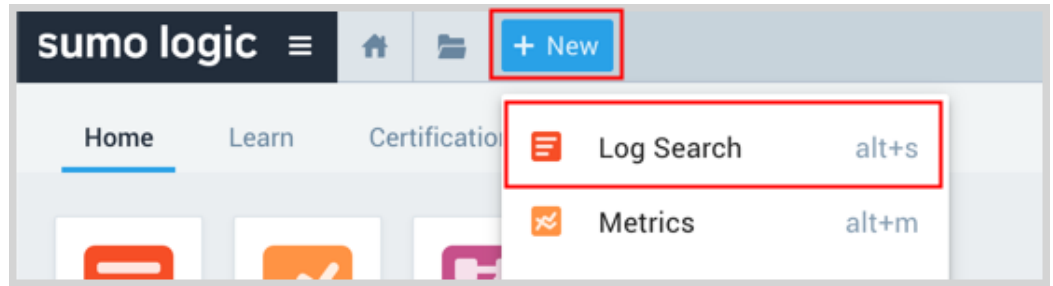 sumo logic + New
Home Learn Certificatio
Log Search alt+s
Metrics alt+m